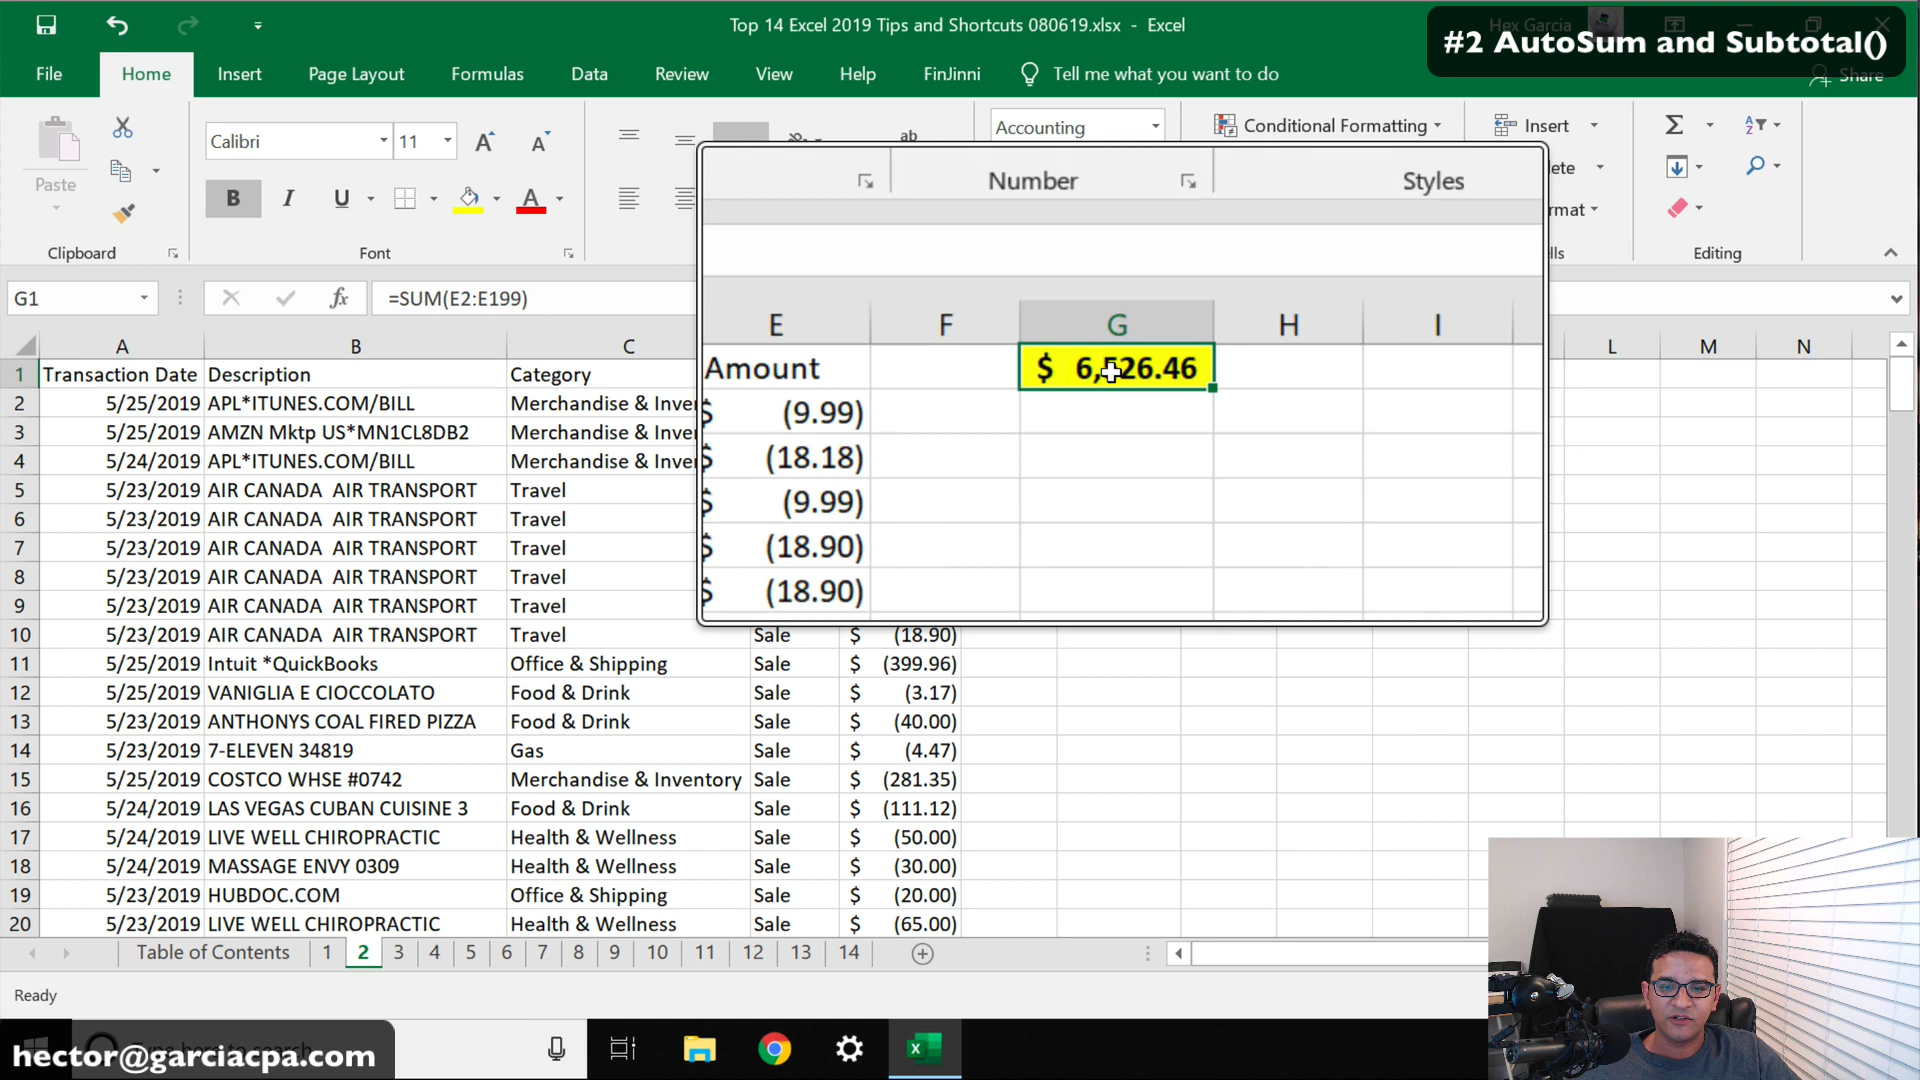 Top 14 Excel 2019 Tips and Shortcuts 080619.xlsx - Excel
Hex Garcia
#2 AutoSum and Subtotal()
File Home Insert Page Layout Formulas Data Review View Help FinJinni Tell me what you want to do
Share
Paste
Calibri 11
B I U A
ab
Accounting
Conditional Formatting
Insert
Clipboard Font Editing
Number Styles
G1 fx =SUM(E2:E199)
A B C L M N
E F G H I
1 Transaction Date Description Category
Amount $ 6,526.46
2 5/25/2019 APL*ITUNES.COM/BILL
$ (9.99)
3 5/25/2019 AMZN Mktp US*MN1CL8DB2
$ (18.18)
4 5/24/2019 APL*ITUNES.COM/BILL
$ (9.99)
5 5/23/2019 AIR CANADA AIR TRANSPORT Travel
$ (18.90)
6 5/23/2019 AIR CANADA AIR TRANSPORT Travel
$ (18.90)
7 5/23/2019 AIR CANADA AIR TRANSPORT Travel
8 5/23/2019 AIR CANADA AIR TRANSPORT Travel
9 5/23/2019 AIR CANADA AIR TRANSPORT Travel
10 5/23/2019 AIR CANADA AIR TRANSPORT Travel Sale $ (18.90)
11 5/25/2019 Intuit *QuickBooks Office & Shipping Sale $ (399.96)
12 5/25/2019 VANIGLIA E CIOCCOLATO Food & Drink Sale $ (3.17)
13 5/23/2019 ANTHONYS COAL FIRED PIZZA Food & Drink Sale $ (40.00)
14 5/23/2019 7-ELEVEN 34819 Gas Sale $ (4.47)
15 5/25/2019 COSTCO WHSE #0742 Merchandise & Inventory Sale $ (281.35)
16 5/24/2019 LAS VEGAS CUBAN CUISINE 3 Food & Drink Sale $ (111.12)
17 5/24/2019 LIVE WELL CHIROPRACTIC Health & Wellness Sale $ (50.00)
18 5/24/2019 MASSAGE ENVY 0309 Health & Wellness Sale $ (30.00)
19 5/23/2019 HUBDOC.COM Office & Shipping Sale $ (20.00)
20 5/23/2019 LIVE WELL CHIROPRACTIC Health & Wellness Sale $ (65.00)
Table of Contents 1 2 3 4 5 6 7 8 9 10 11 12 13 14
Ready
hector@garciacpa.com